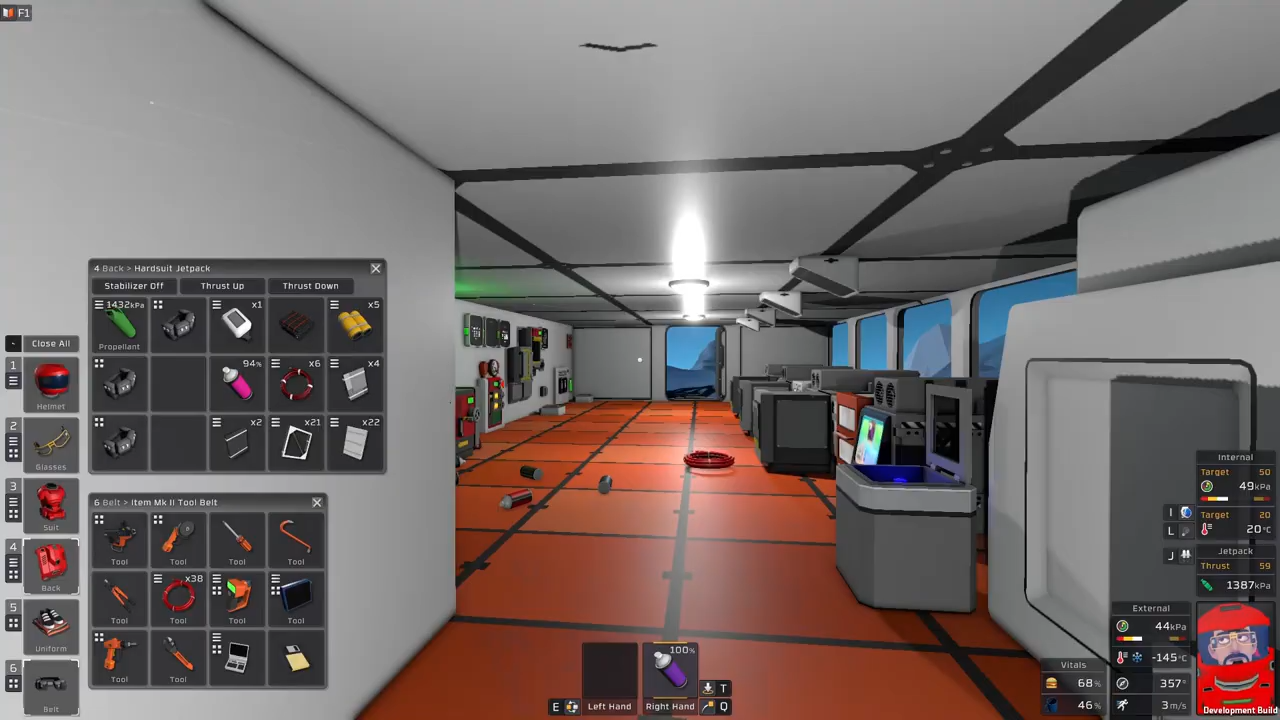 F1
4 Back > Hardsuit Jetpack
Stabilizer Off
Thrust Up
Thrust Down
1432kPa
x1
x5
Propellant
94%
x6
x4
x2
x21
x22
Close All
1
Helmet
2
Glasses
3
Suit
4
Back
5
Uniform
6
Belt
6 Belt > Item Mk II Tool Belt
Tool
Tool
Tool
Tool
x38
Tool
Tool
Tool
Tool
Tool
Tool
E
Left Hand
100%
Right Hand
T
Q
Internal
Target 50
49kPa
Target 20
20°C
I
L
J
Jetpack
Thrust 59
1387kPa
External
44kPa
-145°C
357°
3m/s
Vitals
68%
46%
Development Build